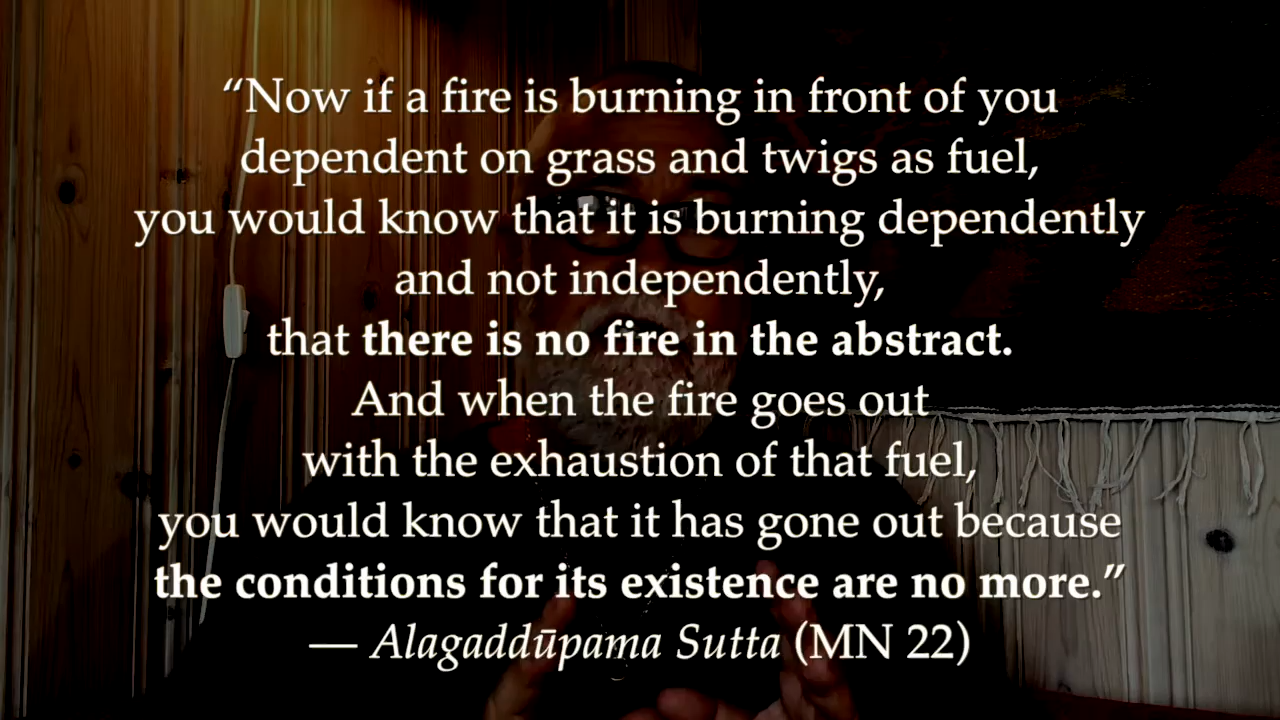 “Now if a fire is burning in front of you
dependent on grass and twigs as fuel,
you would know that it is burning dependently
and not independently,
that there is no fire in the abstract.
And when the fire goes out
with the exhaustion of that fuel,
you would know that it has gone out because
the conditions for its existence are no more.”
— Alagaddūpama Sutta (MN 22)